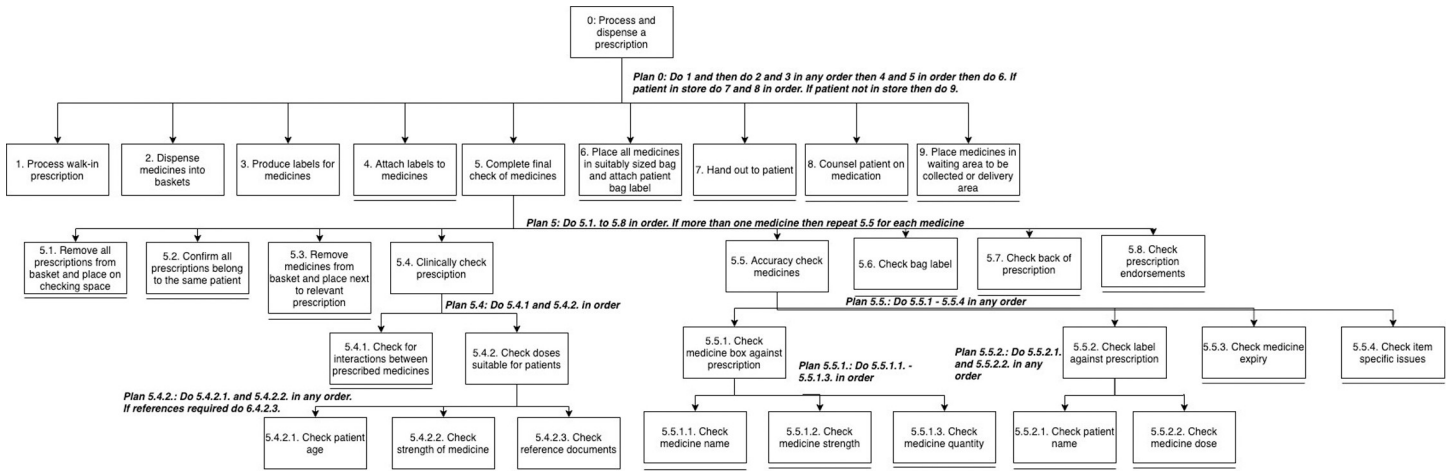 0: Process and
dispense a
prescription
Plan 0: Do 1 and then do 2 and 3 in any order then 4 and 5 in order then do 6. If
patient in store do 7 and 8 in order. If patient not in store then do 9.
1. Process walk-in
prescription
2. Dispense
medicines into
baskets
3. Produce labels for
medicines
4. Attach labels to
medicines
5. Complete final
check of medicines
6. Place all medicines
in suitably sized bag
and attach patient
bag label
7. Hand out to patient
8. Counsel patient on
medication
9. Place medicines in
waiting area to be
collected or delivery
area
Plan 5: Do 5.1. to 5.8 in order. If more than one medicine then repeat 5.5 for each medicine
5.1. Remove all
prescriptions from
basket and place on
checking space
5.2. Confirm all
prescriptions belong
to the same patient
5.3. Remove
medicines from
basket and place next
to relevant
prescription
5.4. Clinically check
presciption
5.5. Accuracy check
medicines
5.6. Check bag label
5.7. Check back of
prescription
5.8. Check
prescription
endorsements
Plan 5.4: Do 5.4.1 and 5.4.2. in order
Plan 5.5.: Do 5.5.1 - 5.5.4 in any order
5.4.1. Check for
interactions between
prescribed medicines
5.4.2. Check doses
suitable for patients
5.5.1. Check
medicine box against
prescription
Plan 5.5.1.: Do 5.5.1.1. -
5.5.1.3. in order
Plan 5.5.2.: Do 5.5.2.1.
and 5.5.2.2. in any
order
5.5.2. Check label
against prescription
5.5.3. Check medicine
expiry
5.5.4. Check item
specific issues
Plan 5.4.2.: Do 5.4.2.1. and 5.4.2.2. in any order.
If references required do 6.4.2.3.
5.4.2.1. Check patient
age
5.4.2.2. Check
strength of medicine
5.4.2.3. Check
reference documents
5.5.1.1. Check
medicine name
5.5.1.2. Check
medicine strength
5.5.1.3. Check
medicine quantity
5.5.2.1. Check patient
name
5.5.2.2. Check
medicine dose